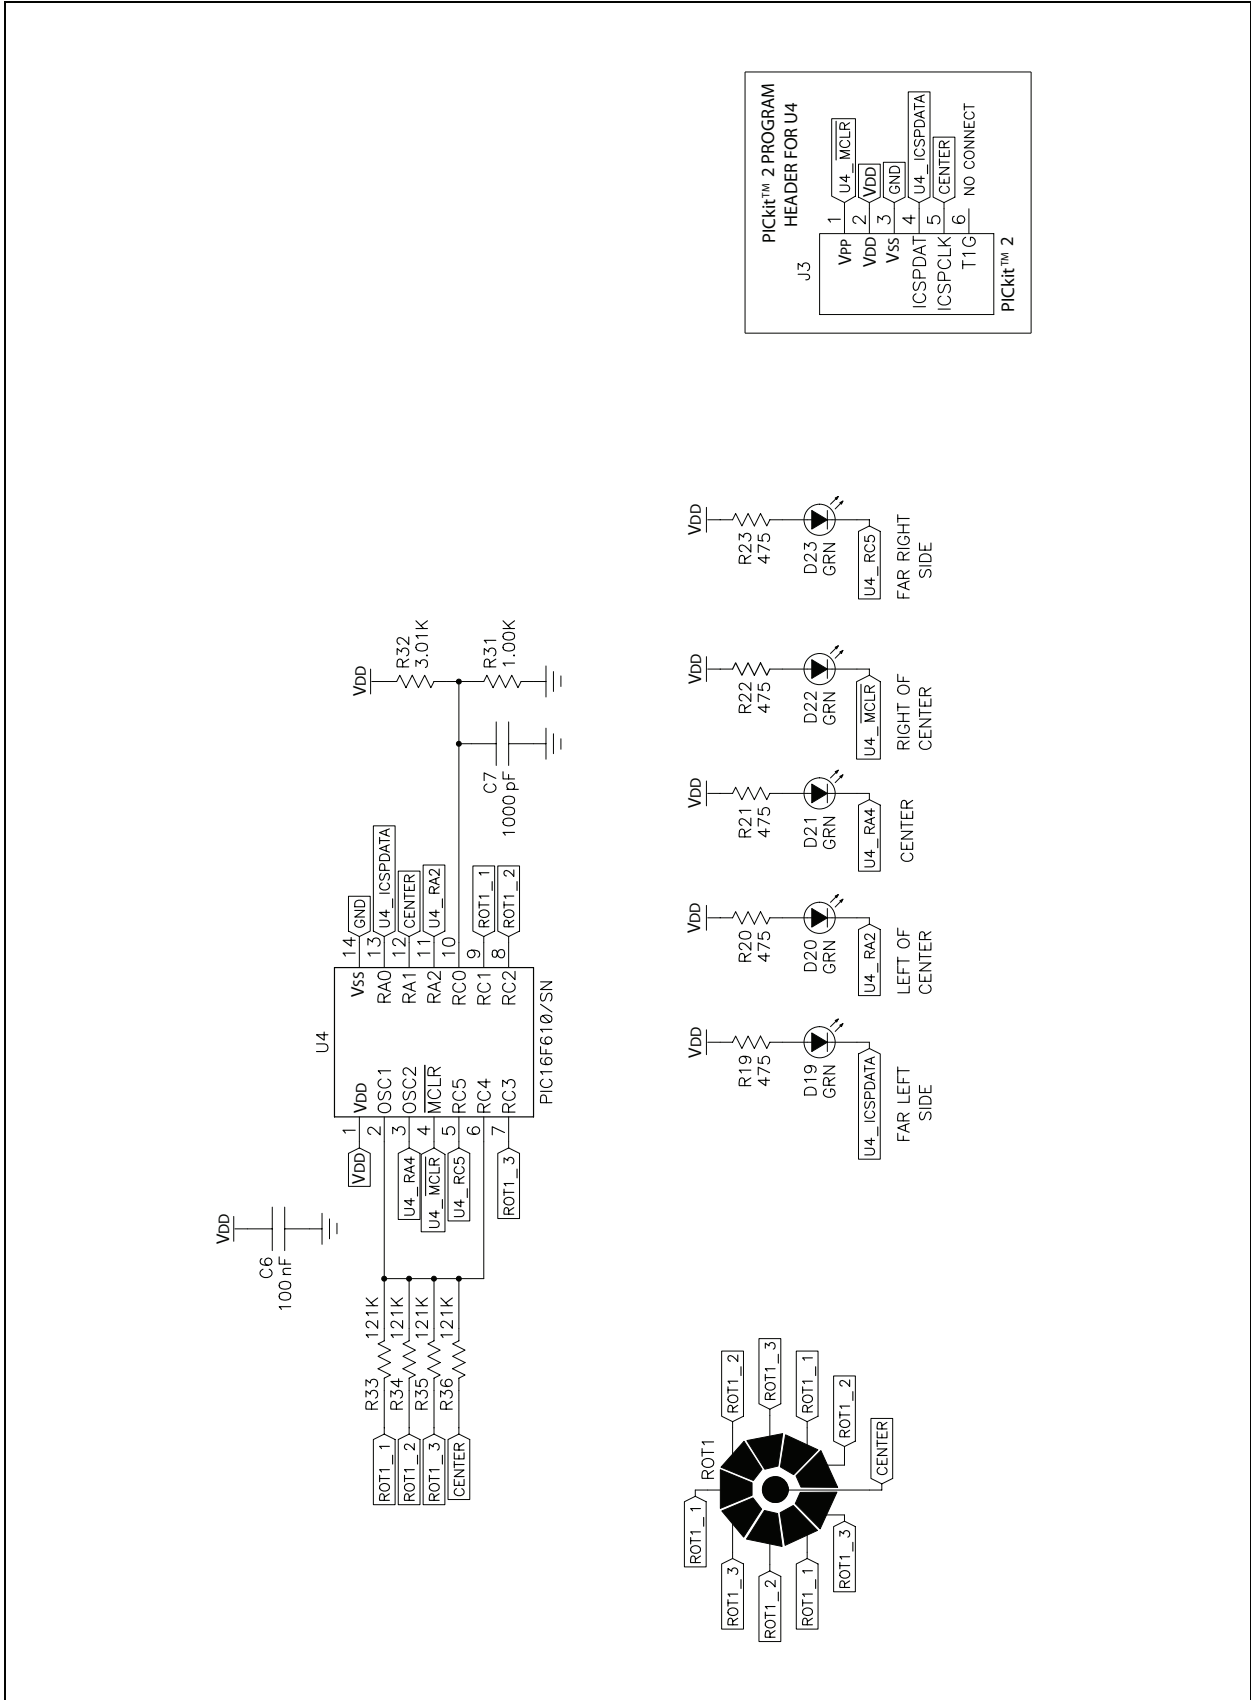 VDD
C6
100 nF
R33
121K
R34
121K
R35
121K
R36
121K
ROT1_1
ROT1_2
ROT1_3
CENTER
U4
VDD
1
VDD
2
OSC1
U4_RA4
3
OSC2
U4_MCLR
4
MCLR
U4_RC5
5
RC5
6
RC4
ROT1_3
7
RC3
VSS
14
GND
RA0
13
U4_ICSPDATA
RA1
12
CENTER
RA2
11
U4_RA2
RC0
10
RC1
9
ROT1_1
RC2
8
ROT1_2
PIC16F610/SN
VDD
R32
3.01K
R31
1.00K
C7
1000 pF
ROT1
ROT1_1
ROT1_2
ROT1_3
ROT1_1
ROT1_2
CENTER
ROT1_3
ROT1_2
ROT1_1
ROT1_3
VDD
R19
475
D19
GRN
U4_ICSPDATA
FAR LEFT
SIDE
VDD
R20
475
D20
GRN
U4_RA2
LEFT OF
CENTER
VDD
R21
475
D21
GRN
U4_RA4
CENTER
VDD
R22
475
D22
GRN
U4_MCLR
RIGHT OF
CENTER
VDD
R23
475
D23
GRN
U4_RC5
FAR RIGHT
SIDE
PICkit™ 2 PROGRAM
HEADER FOR U4
J3
VPP
1
U4_MCLR
VDD
2
VDD
VSS
3
GND
ICSPDAT
4
U4_ICSPDATA
ICSPCLK
5
CENTER
T1G
6
NO CONNECT
PICkit™ 2